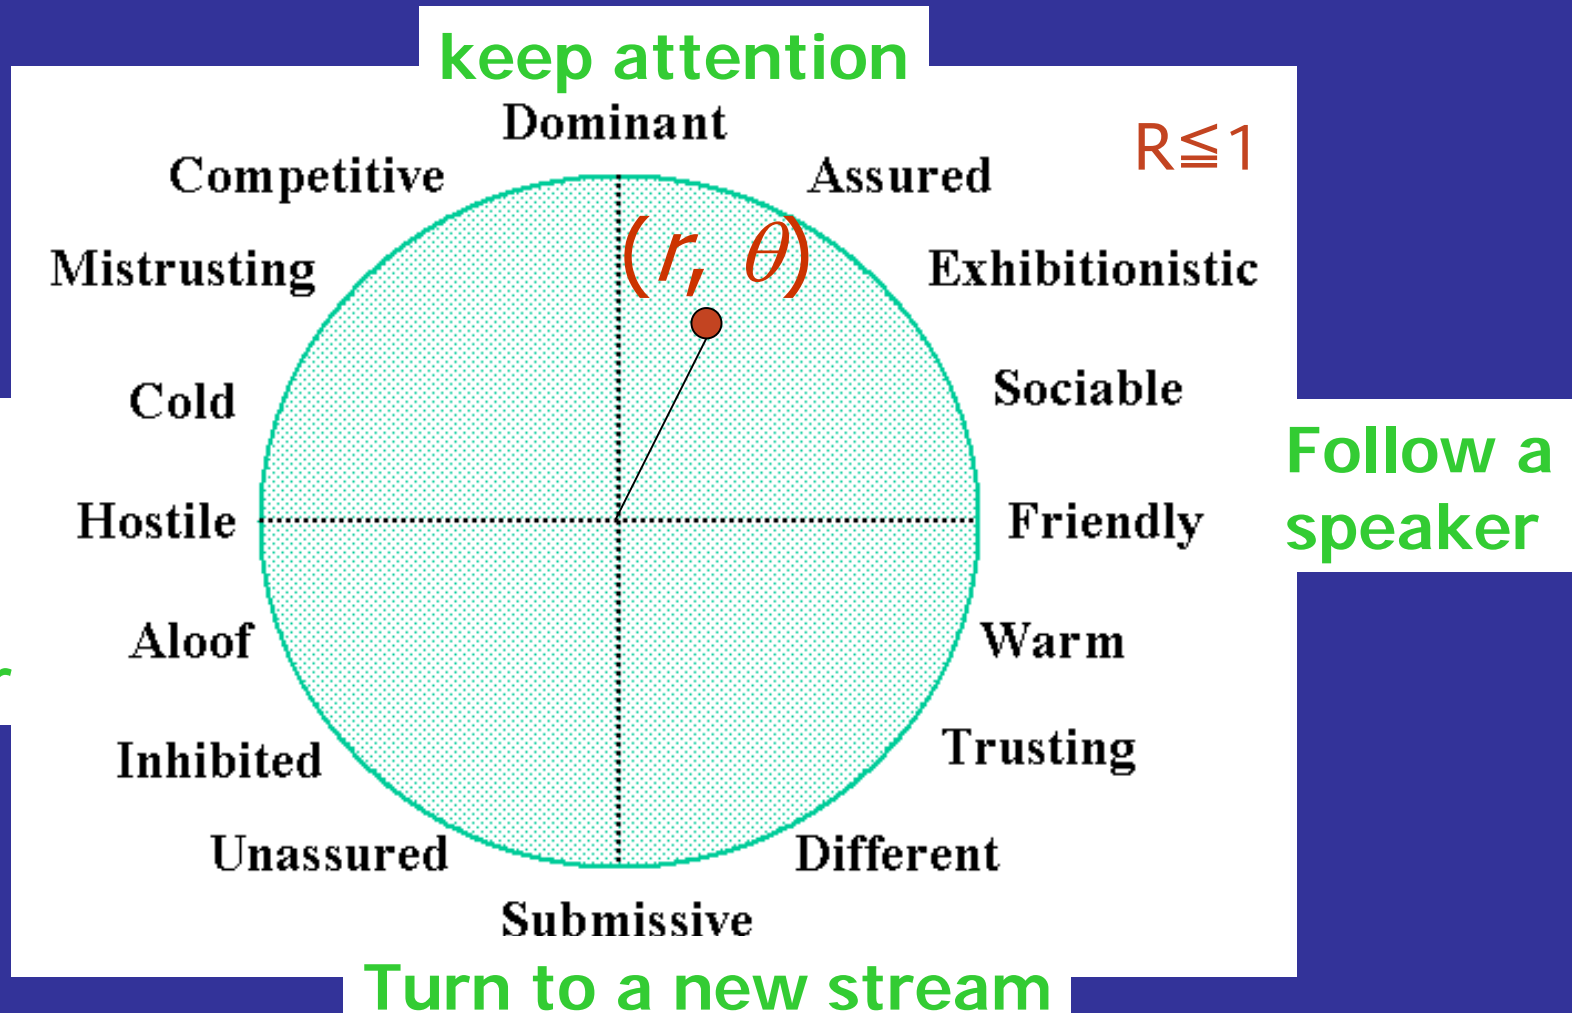 keep attention
Dominant
R≦1
Competitive
Assured
(r, θ)
Mistrusting
Exhibitionistic
Cold
Sociable
Follow a
speaker
Hostile
Friendly
Aloof
Warm
r
Inhibited
Trusting
Unassured
Different
Submissive
Turn to a new stream